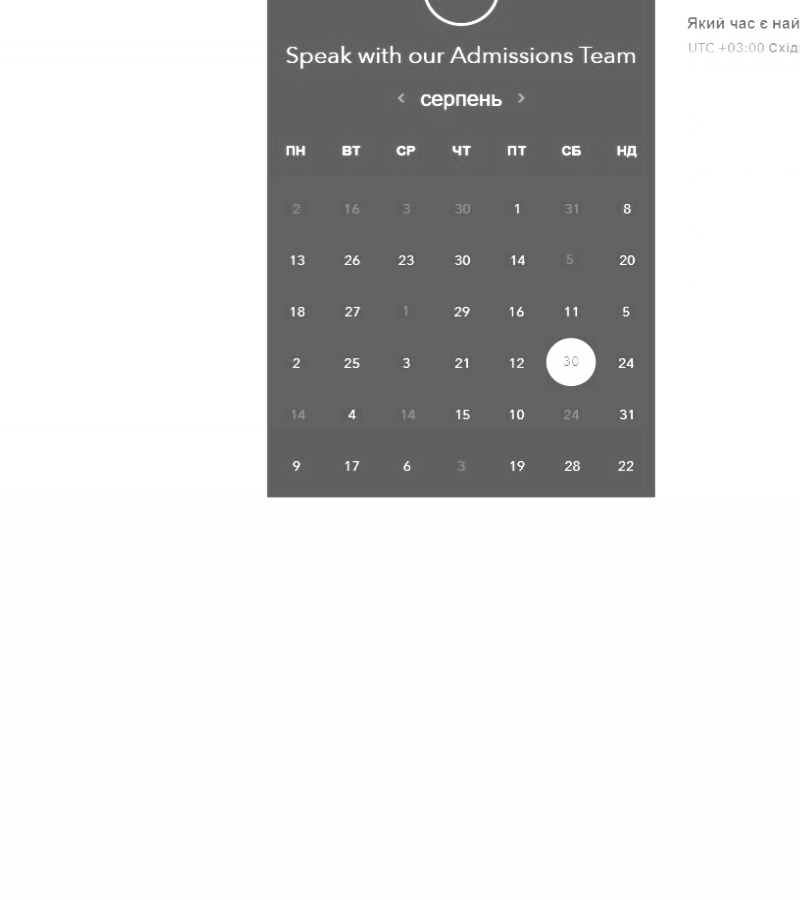 Який час є най
UTC +03:00 Схід
Speak with our Admissions Team
< серпень >
ПН ВТ СР ЧТ ПТ СБ НД
2 16 3 30 1 31 8
13 26 23 30 14 5 20
18 27 1 29 16 11 5
2 25 3 21 12 30 24
14 4 14 15 10 24 31
9 17 6 3 19 28 22